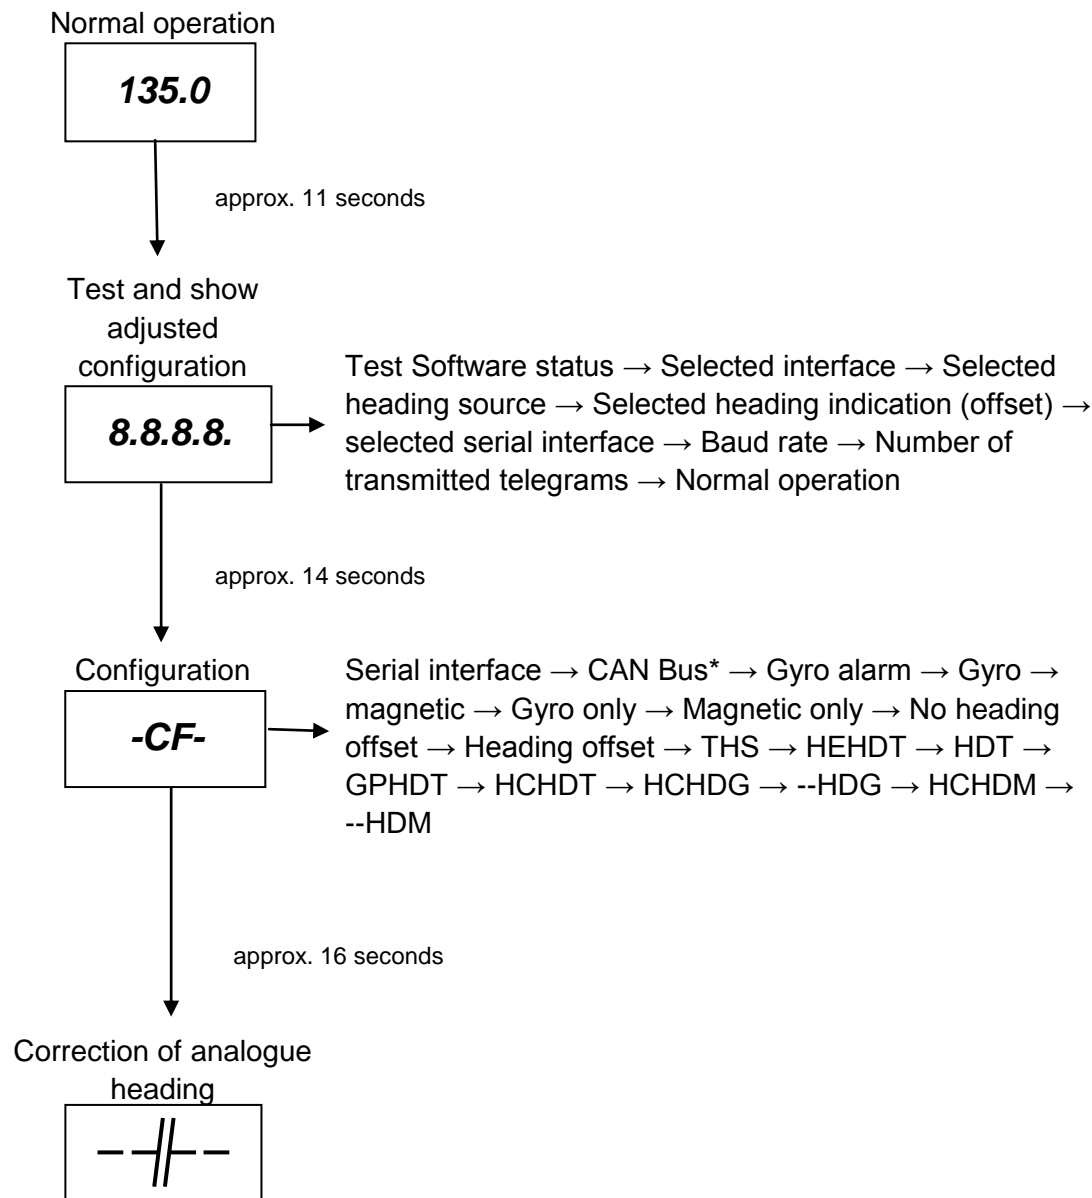 Normal operation
135.0
approx. 11 seconds
Test and show
adjusted
configuration
8.8.8.8.
Test Software status → Selected interface → Selected
heading source → Selected heading indication (offset) →
selected serial interface → Baud rate → Number of
transmitted telegrams → Normal operation
approx. 14 seconds
Configuration
-CF-
Serial interface → CAN Bus* → Gyro alarm → Gyro →
magnetic → Gyro only → Magnetic only → No heading
offset → Heading offset → THS → HEHDT → HDT →
GPHDT → HCHDT → HCHDG → --HDG → HCHDM →
--HDM
approx. 16 seconds
Correction of analogue
heading
– –//– –